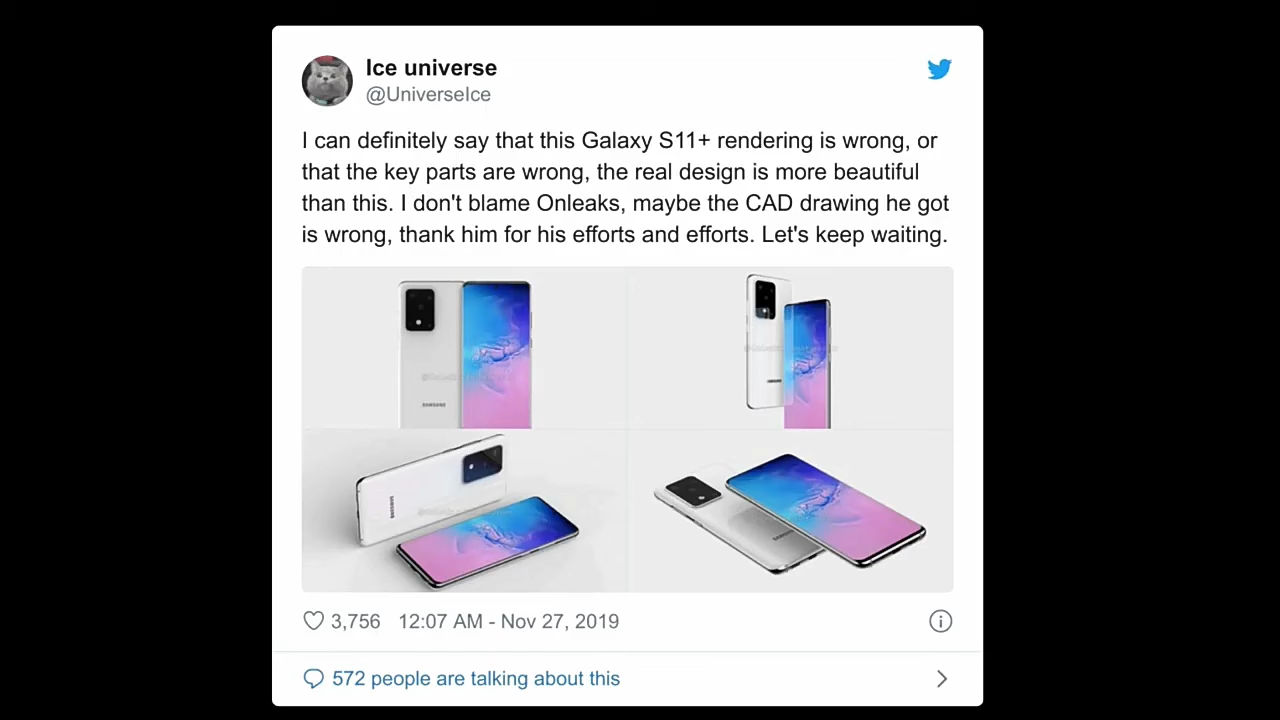 Ice universe
@UniverseIce
I can definitely say that this Galaxy S11+ rendering is wrong, or
that the key parts are wrong, the real design is more beautiful
than this. I don't blame Onleaks, maybe the CAD drawing he got
is wrong, thank him for his efforts and efforts. Let's keep waiting.
SAMSUNG
SAMSUNG
SAMSUNG
SAMSUNG
3,756 12:07 AM - Nov 27, 2019
572 people are talking about this